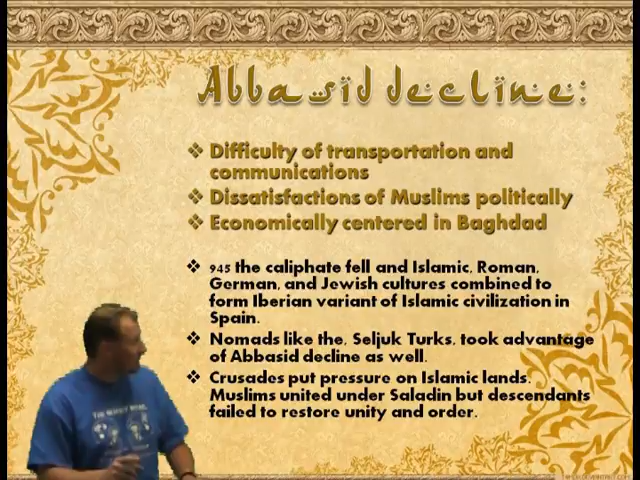 Abbasid decline:
❖ Difficulty of transportation and
communications
❖ Dissatisfactions of Muslims politically
❖ Economically centered in Baghdad
❖ 945 the caliphate fell and Islamic, Roman,
German, and Jewish cultures combined to
form Iberian variant of Islamic civilization in
Spain.
❖ Nomads like the, Seljuk Turks, took advantage
of Abbasid decline as well.
❖ Crusades put pressure on Islamic lands.
Muslims united under Saladin but descendants
failed to restore unity and order.